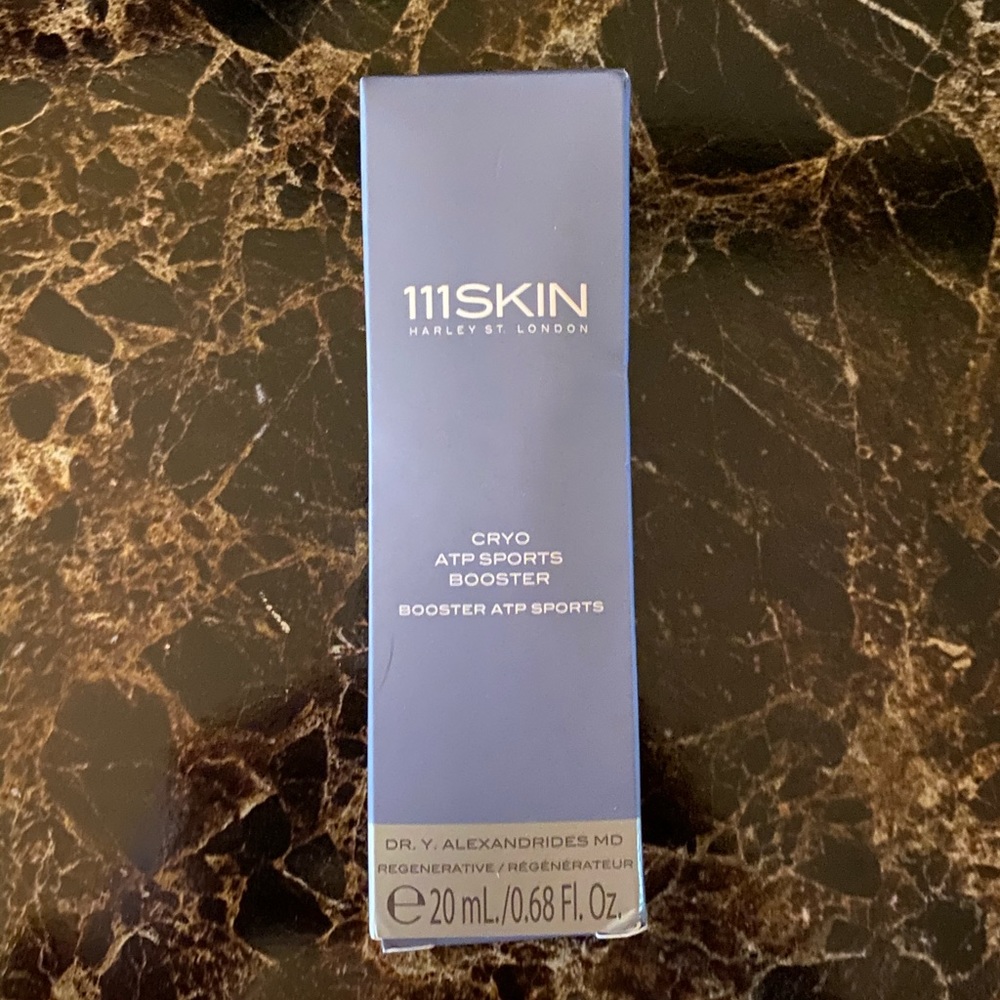 111SKIN
HARLEY ST. LONDON
CRYO
ATP SPORTS
BOOSTER
BOOSTER ATP SPORTS
DR. Y. ALEXANDRIDES MD
REGENERATIVE / RÉGÉNÉRATEUR
℮ 20 mL./0.68 Fl. Oz.